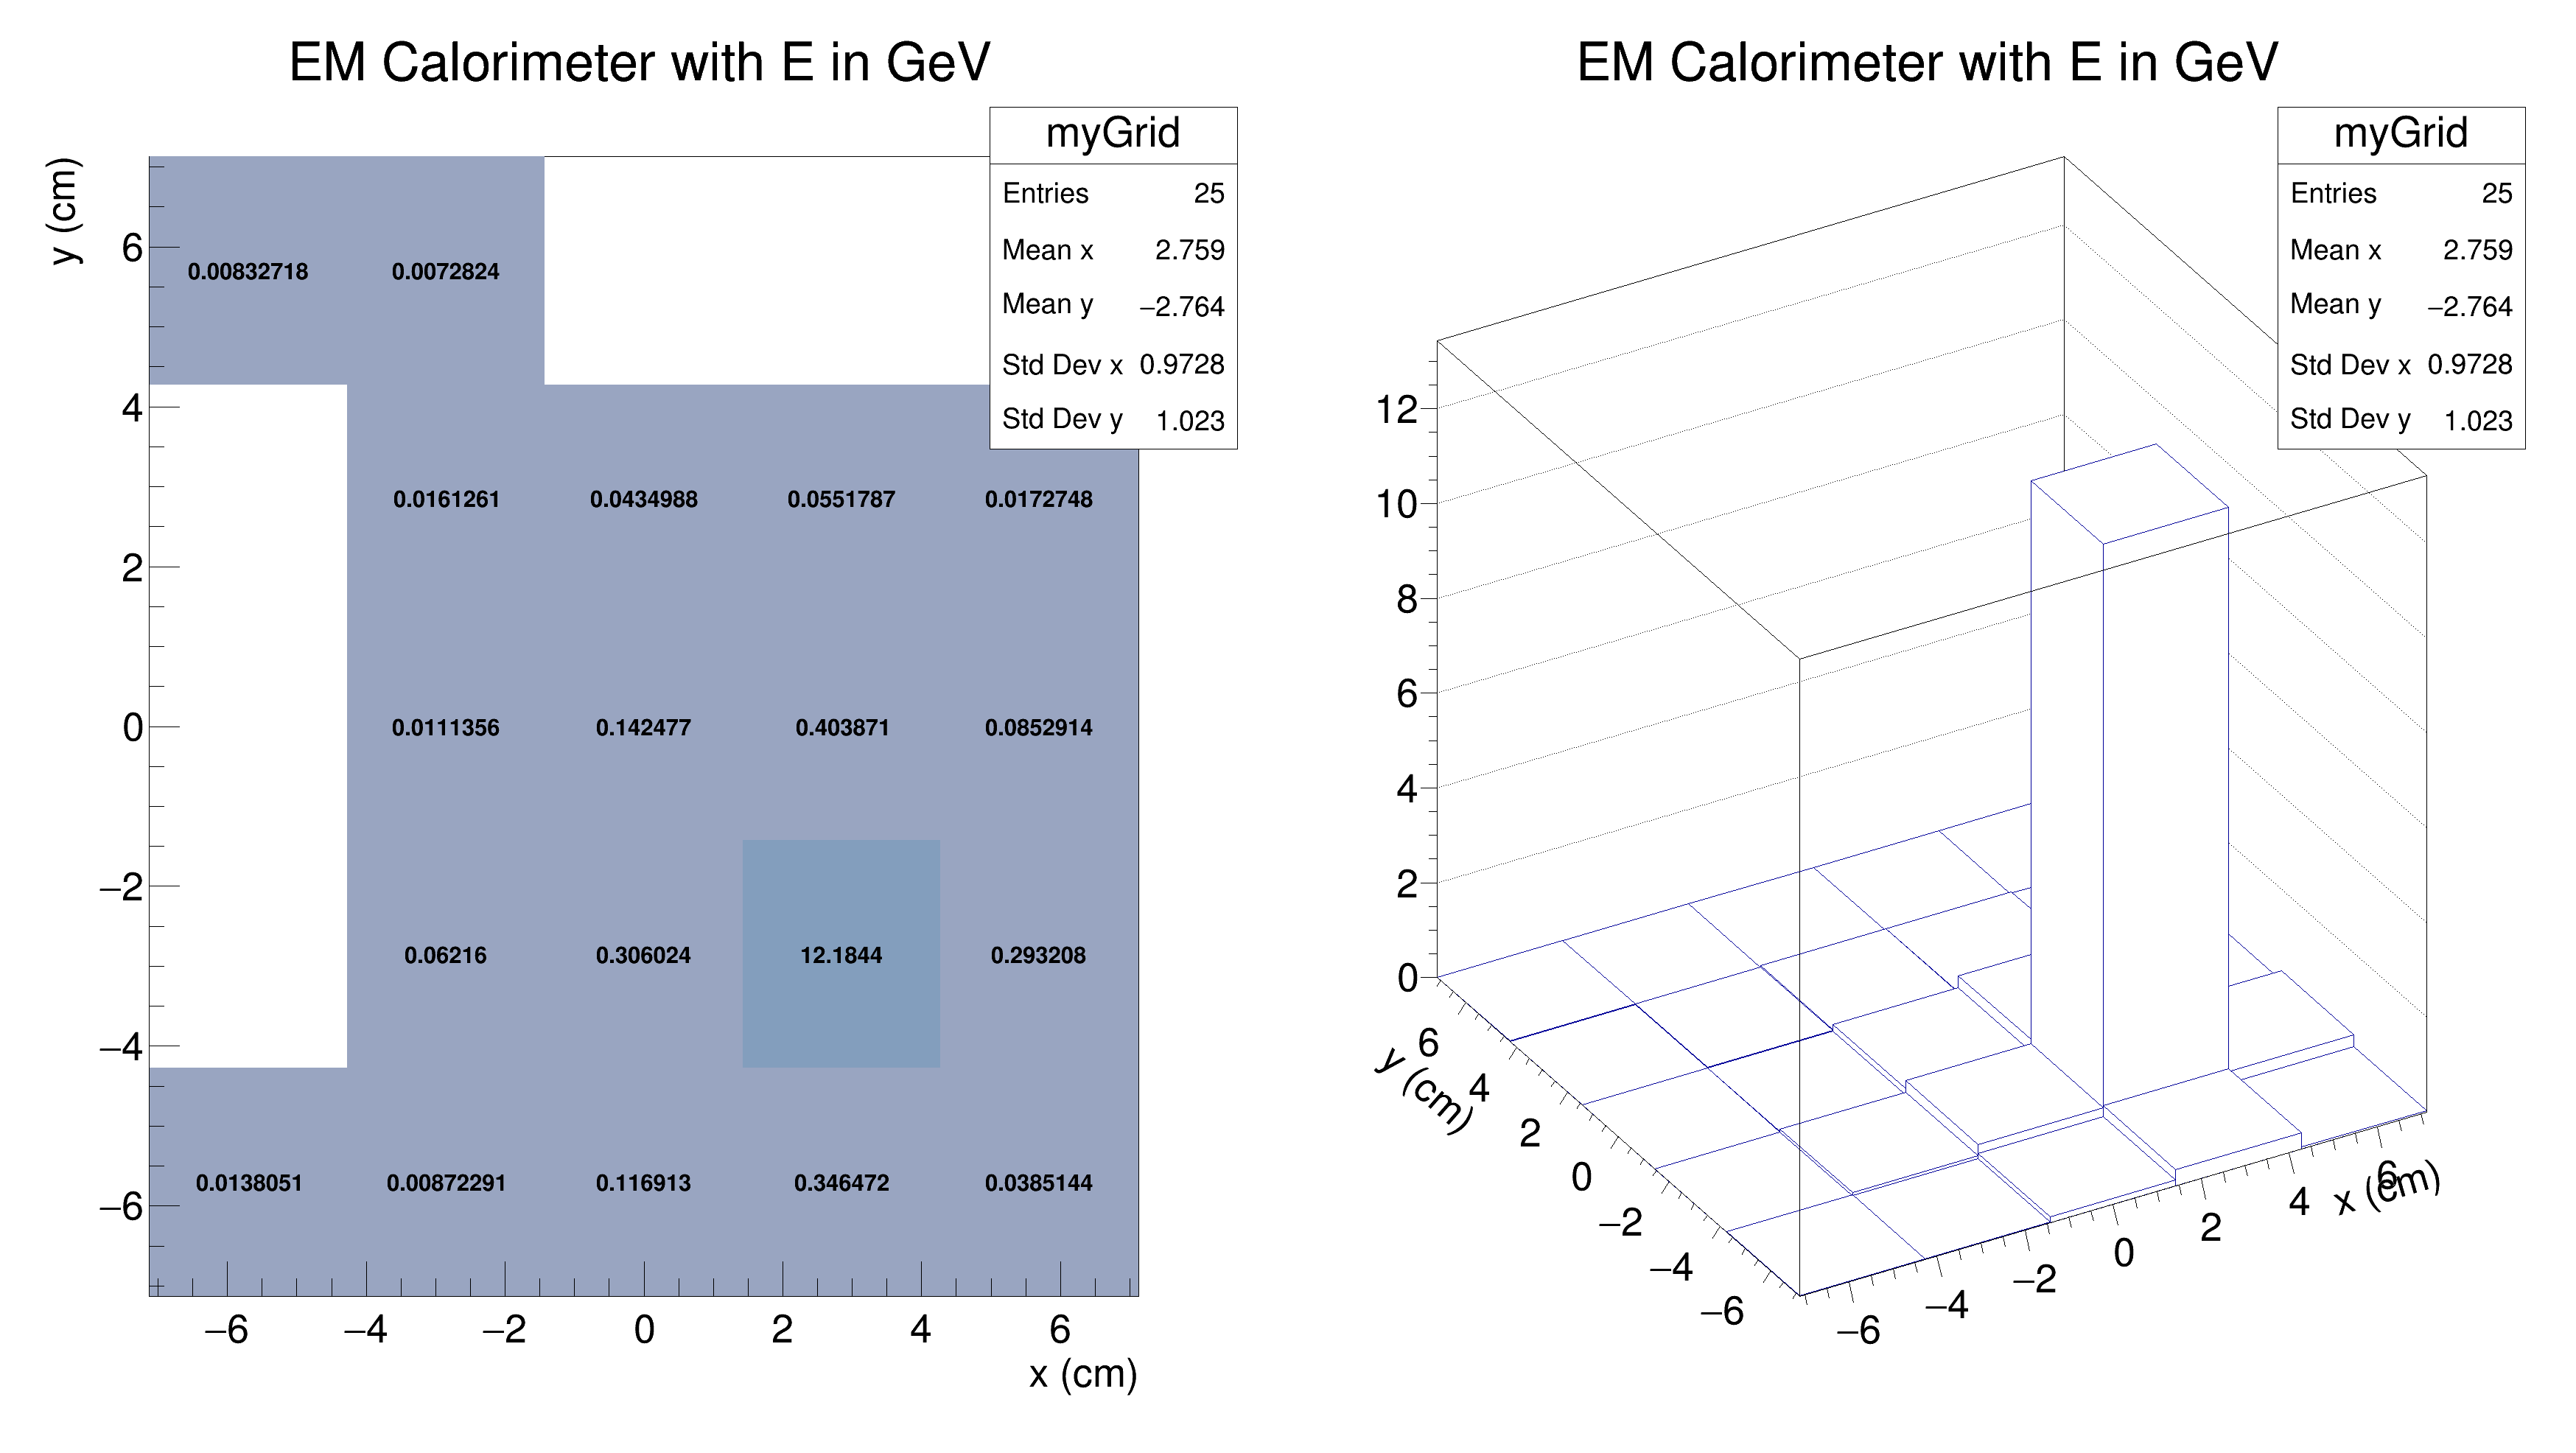 EM Calorimeter with E in GeV
myGrid
Entries 25
Mean x 2.759
Mean y −2.764
Std Dev x 0.9728
Std Dev y 1.023
y (cm)
6
4
2
0
−2
−4
−6
0.00832718 0.0072824
0.0161261 0.0434988 0.0551787 0.0172748
0.0111356 0.142477 0.403871 0.0852914
0.06216 0.306024 12.1844 0.293208
0.0138051 0.00872291 0.116913 0.346472 0.0385144
−6 −4 −2 0 2 4 6
x (cm)
EM Calorimeter with E in GeV
myGrid
Entries 25
Mean x 2.759
Mean y −2.764
Std Dev x 0.9728
Std Dev y 1.023
12
10
8
6
4
2
0
6
4
2
0
−2
−4
−6
y (cm)
−6
−4
−2
0
2
4
6
x (cm)